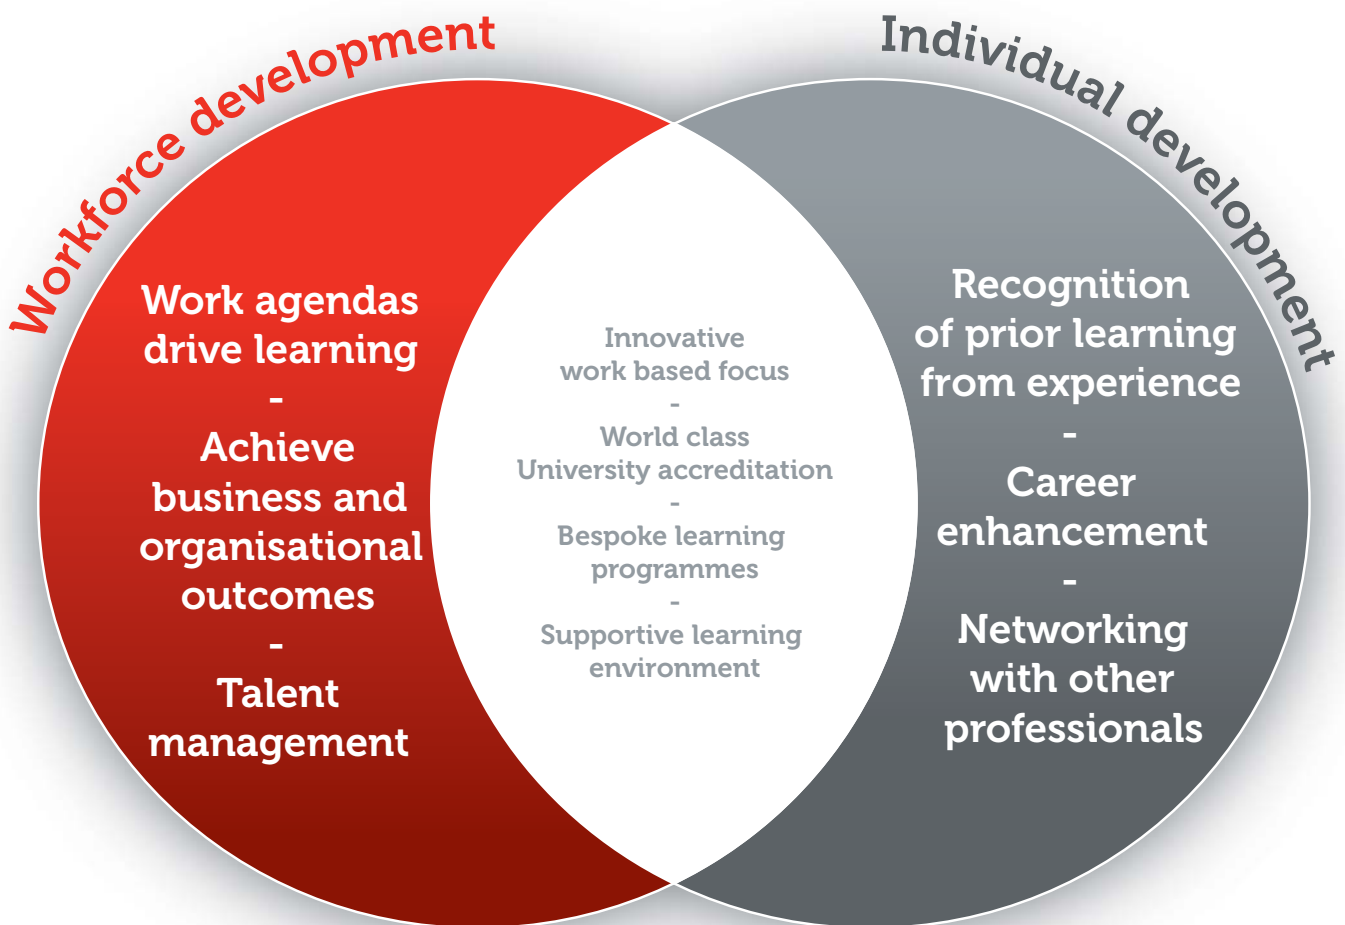 Workforce development
Individual development
Work agendas
drive learning
-
Achieve
business and
organisational
outcomes
-
Talent
management
Innovative
work based focus
-
World class
University accreditation
-
Bespoke learning
programmes
-
Supportive learning
environment
Recognition
of prior learning
from experience
-
Career
enhancement
-
Networking
with other
professionals